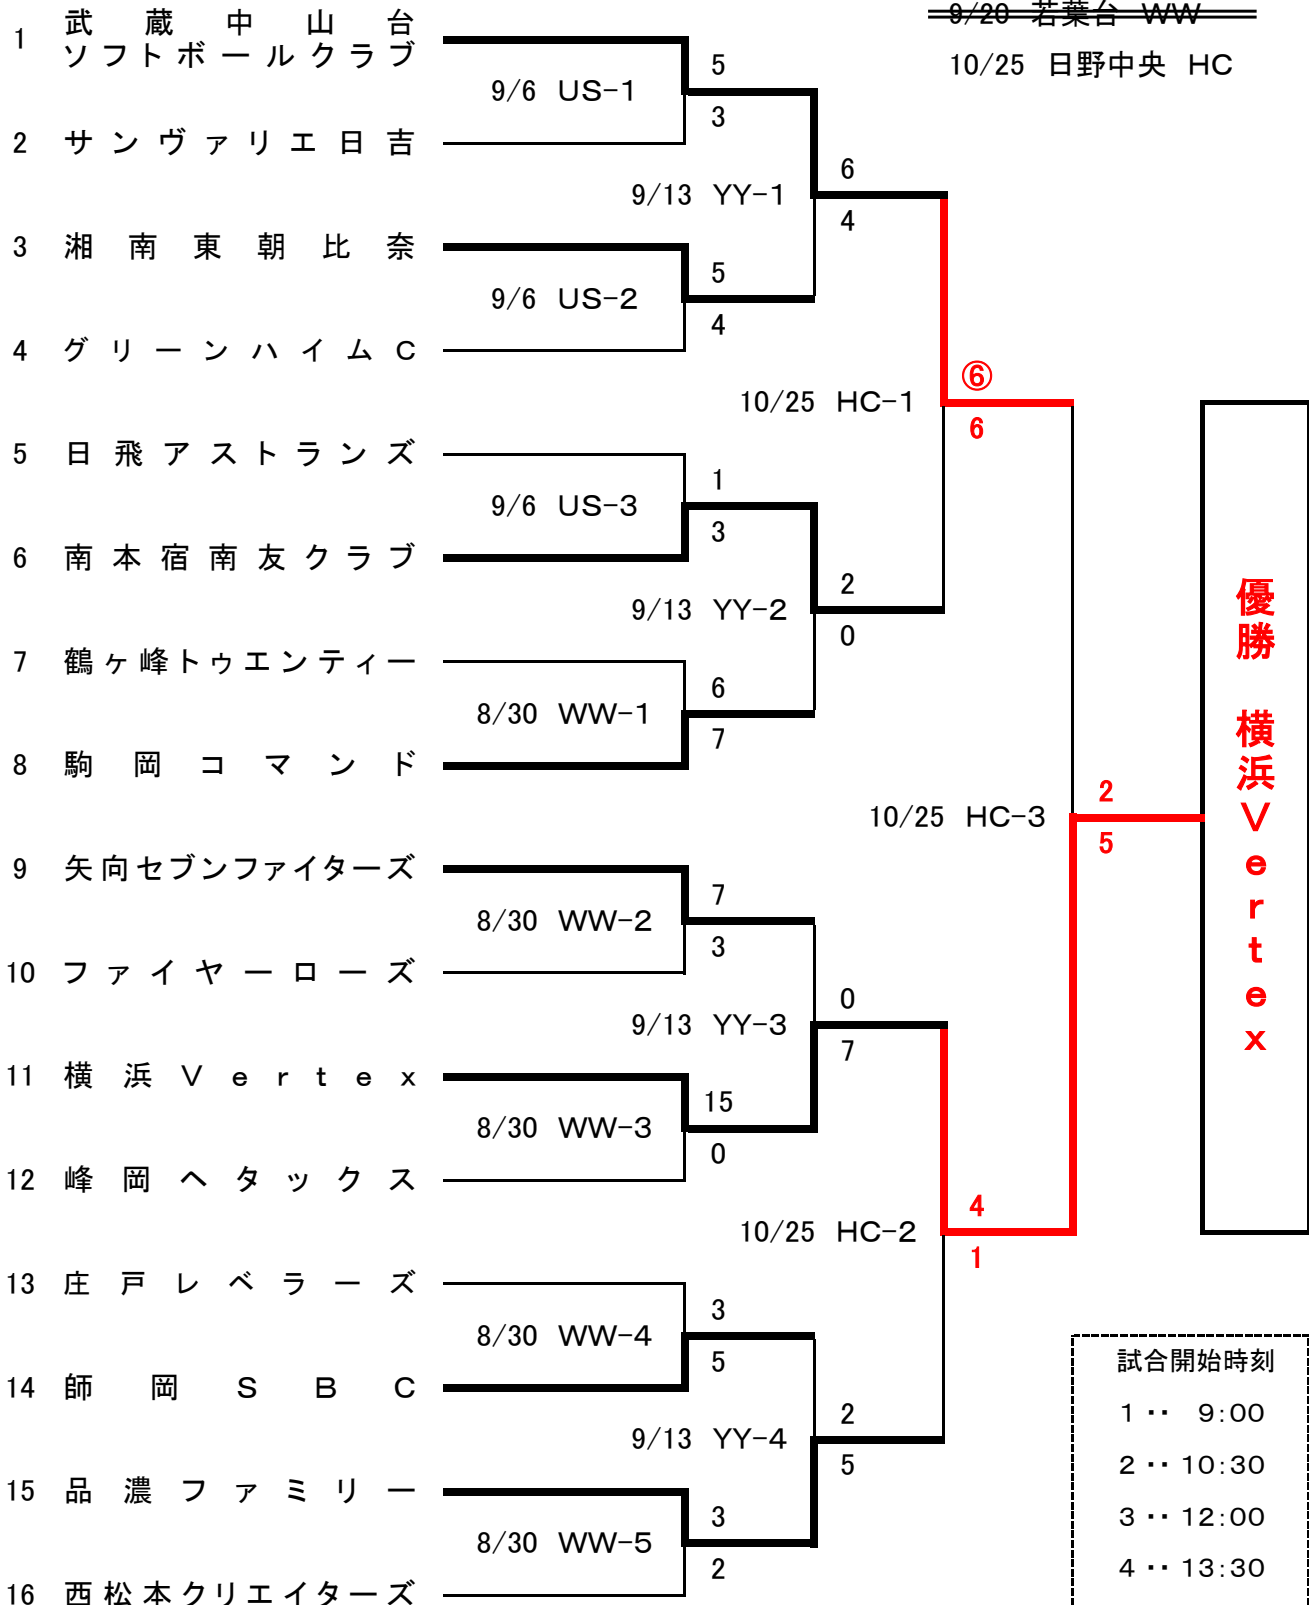 9/20 若葉台 WW
10/25 日野中央 HC
1 武蔵中山台
ソフトボールクラブ
5
9/6 US-1
3
2 サンヴァリエ日吉
6
9/13 YY-1
4
3 湘南東朝比奈
5
9/6 US-2
4
4 グリーンハイムC
⑥
10/25 HC-1
6
5 日飛アストランズ
1
9/6 US-3
3
6 南本宿南友クラブ
2
9/13 YY-2
0
7 鶴ヶ峰トゥエンティー
6
8/30 WW-1
7
8 駒岡コマンド
2
10/25 HC-3
5
優勝 横浜Vertex
9 矢向セブンファイターズ
7
8/30 WW-2
3
10 ファイヤーローズ
0
9/13 YY-3
7
11 横浜Vertex
15
8/30 WW-3
0
12 峰岡ヘタックス
4
10/25 HC-2
1
13 庄戸レベラーズ
3
8/30 WW-4
5
14 師岡SBC
2
9/13 YY-4
5
15 品濃ファミリー
3
8/30 WW-5
2
16 西松本クリエイターズ
試合開始時刻
1 ‥ 9:00
2 ‥ 10:30
3 ‥ 12:00
4 ‥ 13:30